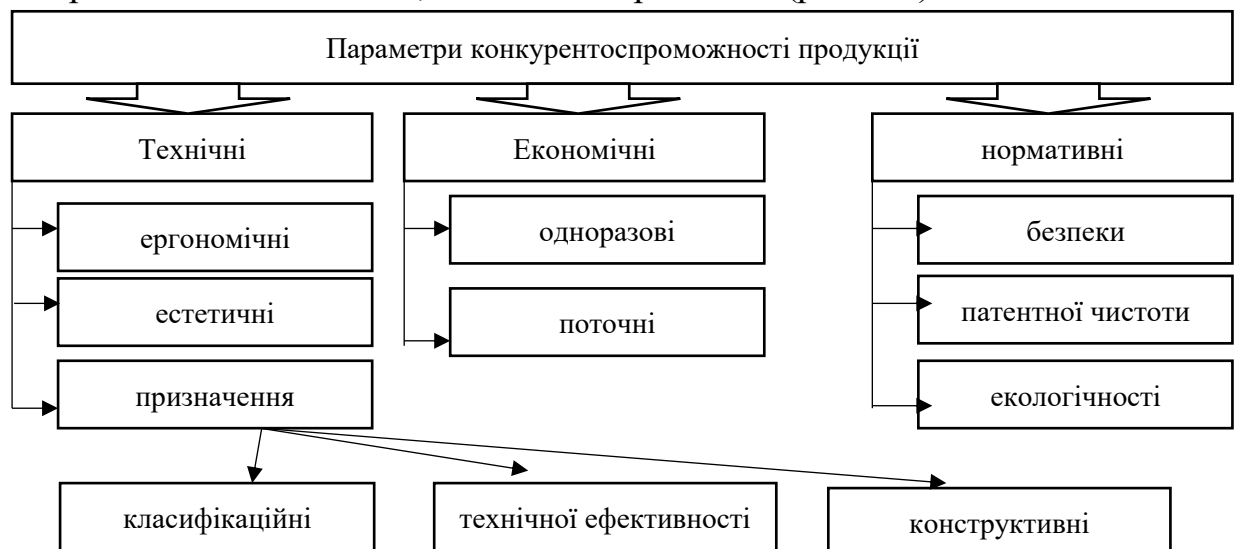 Параметри конкурентоспроможності продукції
Технічні
Економічні
нормативні
ергономічні
одноразові
безпеки
естетичні
поточні
патентної чистоти
призначення
екологічності
класифікаційні
технічної ефективності
конструктивні